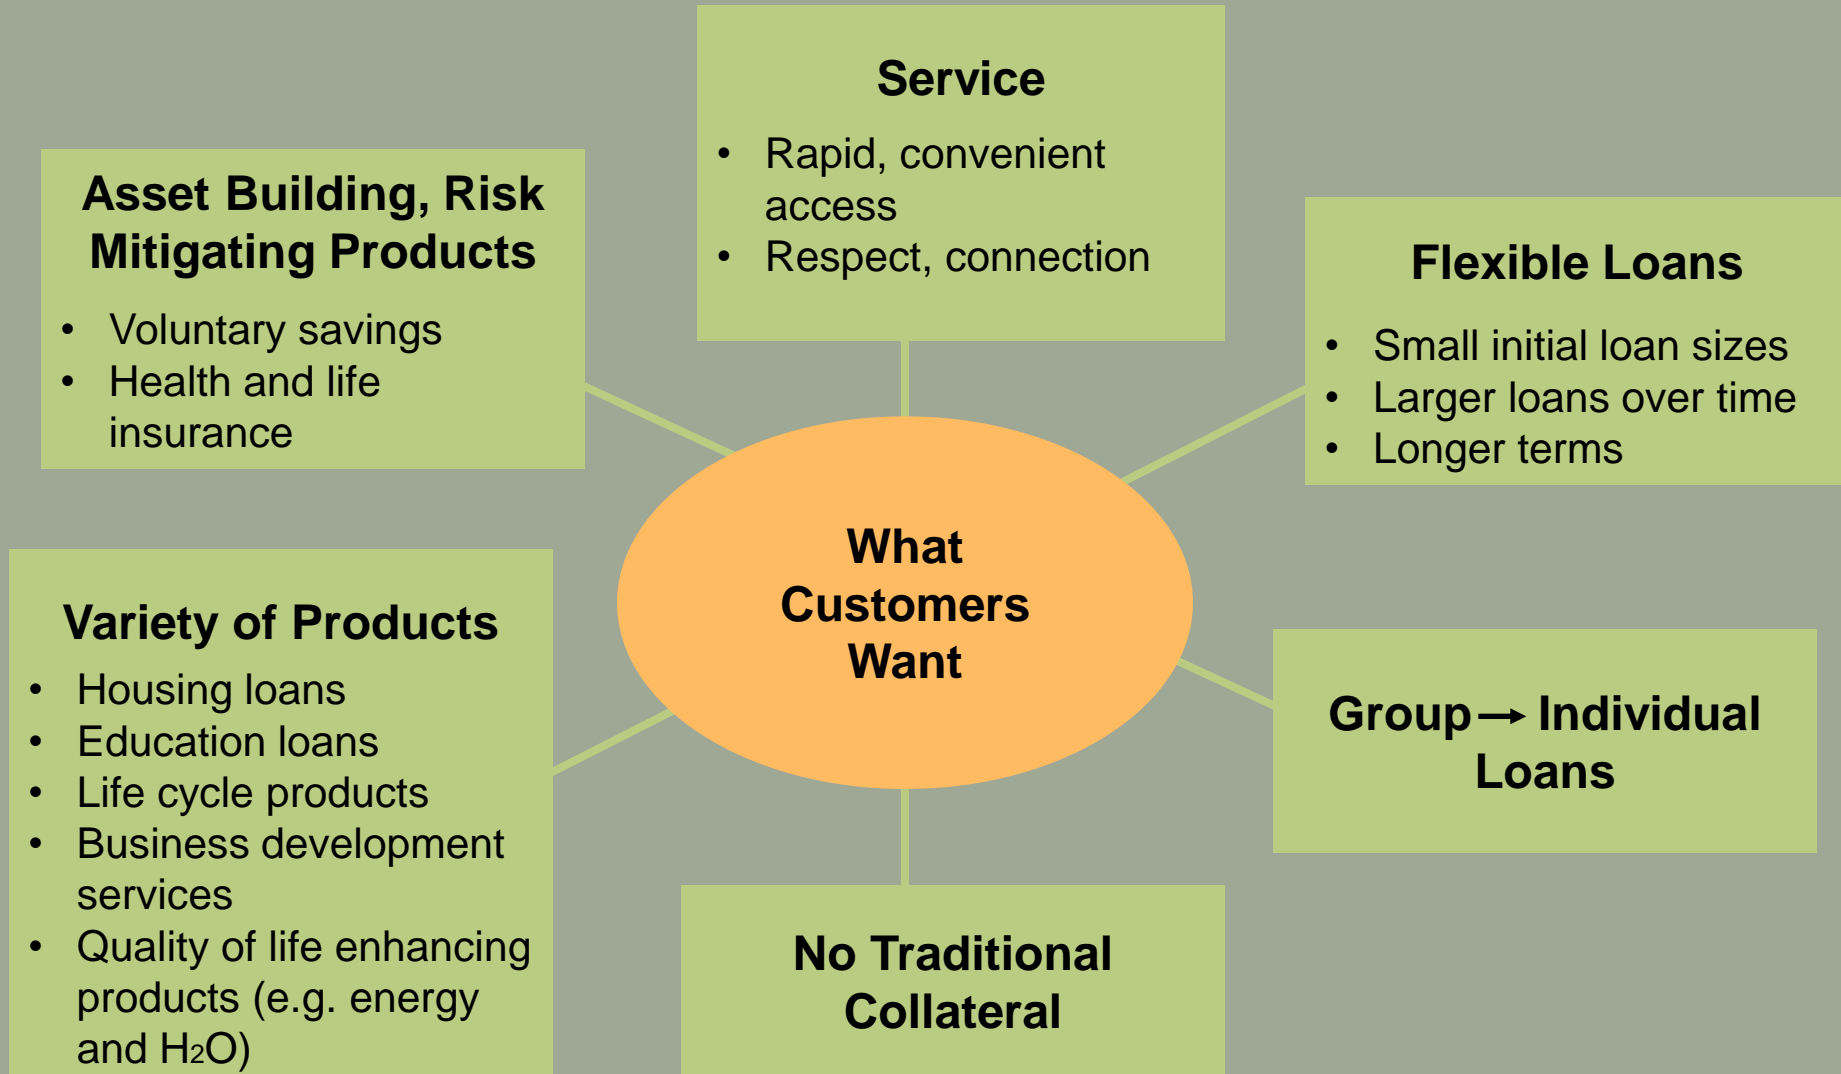 Service
• Rapid, convenient
access
• Respect, connection
Asset Building, Risk
Mitigating Products
• Voluntary savings
• Health and life
insurance
Flexible Loans
• Small initial loan sizes
• Larger loans over time
• Longer terms
What
Customers
Want
Variety of Products
• Housing loans
• Education loans
• Life cycle products
• Business development
services
• Quality of life enhancing
products (e.g. energy
and H₂O)
Group → Individual
Loans
No Traditional
Collateral